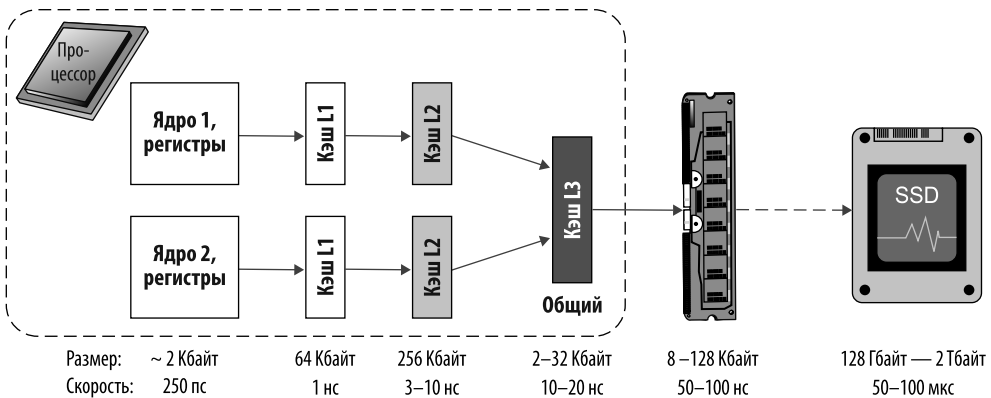 Про-
цессор
Ядро 1,
регистры
Кэш L1
Кэш L2
Ядро 2,
регистры
Кэш L1
Кэш L2
Кэш L3
Общий
SSD
Размер: ~ 2 Кбайт 64 Кбайт 256 Кбайт 2–32 Кбайт 8 –128 Кбайт 128 Гбайт — 2 Тбайт
Скорость: 250 пс 1 нс 3–10 нс 10–20 нс 50–100 нс 50–100 мкс